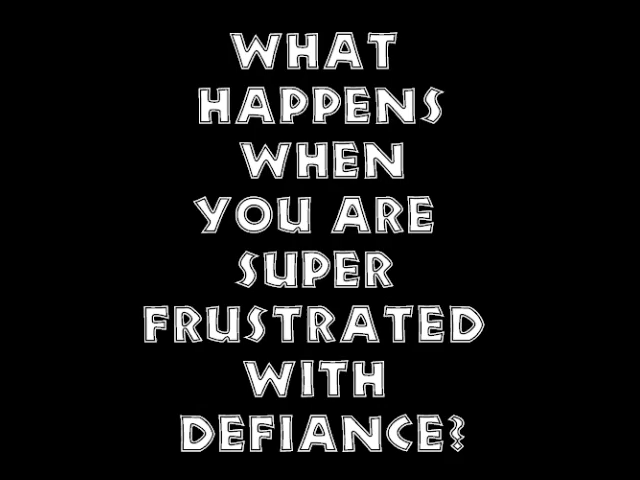 WHAT
HAPPENS
WHEN
YOU ARE
SUPER
FRUSTRATED
WITH
DEFIANCE?